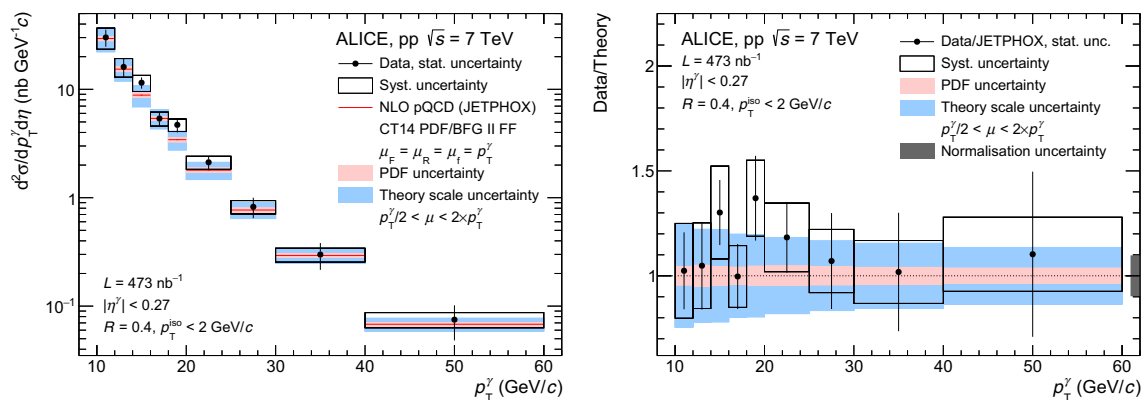 ALICE, pp √s = 7 TeV
Data, stat. uncertainty
Syst. uncertainty
NLO pQCD (JETPHOX)
CT14 PDF/BFG II FF
μ_F = μ_R = μ_f = p_T^γ
PDF uncertainty
Theory scale uncertainty
p_T^γ/2 < μ < 2×p_T^γ
L = 473 nb⁻¹
|η^γ| < 0.27
R = 0.4, p_T^iso < 2 GeV/c
d²σ/dp_T^γdη (nb GeV⁻¹c)
10
1
10⁻¹
10 20 30 40 50 60
p_T^γ (GeV/c)
ALICE, pp √s = 7 TeV
L = 473 nb⁻¹
|η^γ| < 0.27
R = 0.4, p_T^iso < 2 GeV/c
Data/JETPHOX, stat. unc.
Syst. uncertainty
PDF uncertainty
Theory scale uncertainty
p_T^γ/2 < μ < 2×p_T^γ
Normalisation uncertainty
Data/Theory
2
1.5
1
10 20 30 40 50 60
p_T^γ (GeV/c)